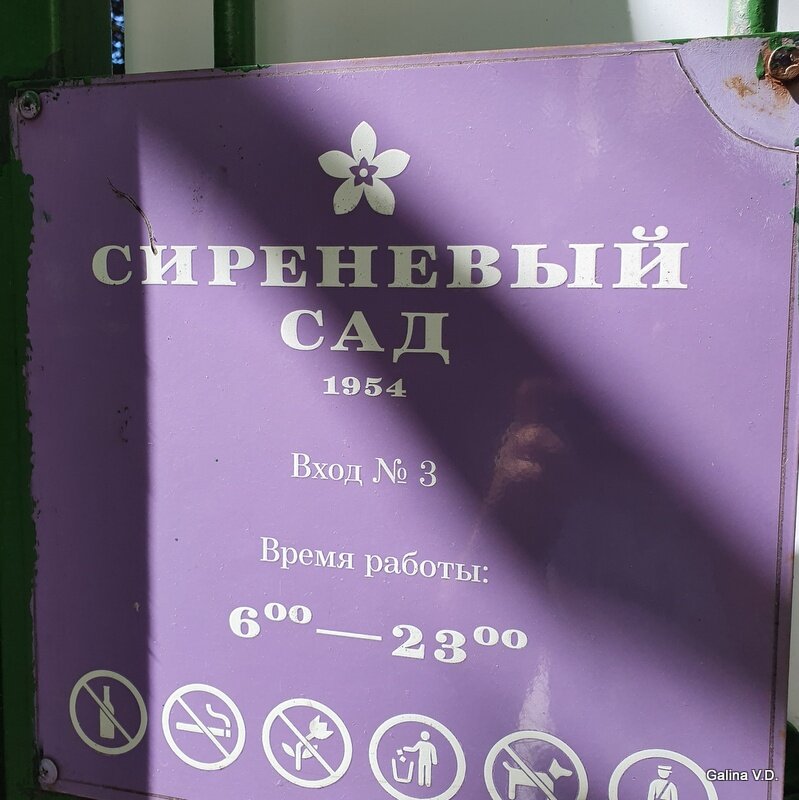 СИРЕНЕВЫЙ
САД
1954
Вход № 3
Время работы:
6⁰⁰—23⁰⁰
Galina V.D.